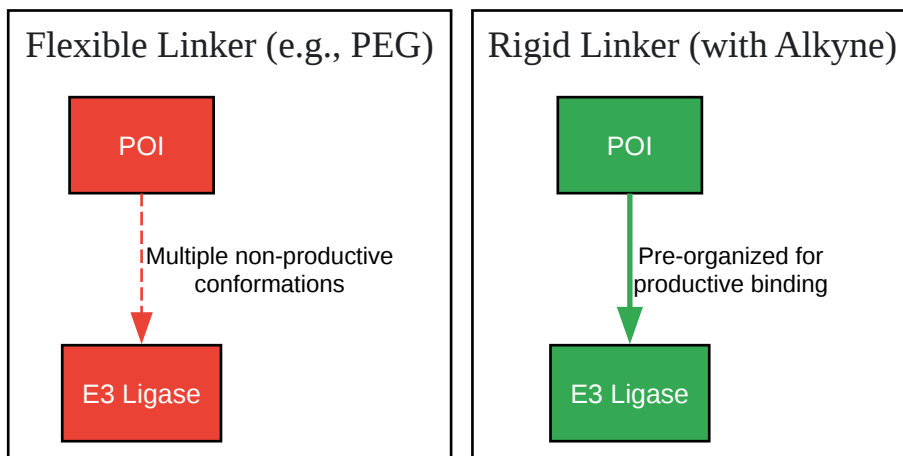 Flexible Linker (e.g., PEG)
POI
Multiple non-productive
conformations
E3 Ligase
Rigid Linker (with Alkyne)
POI
Pre-organized for
productive binding
E3 Ligase